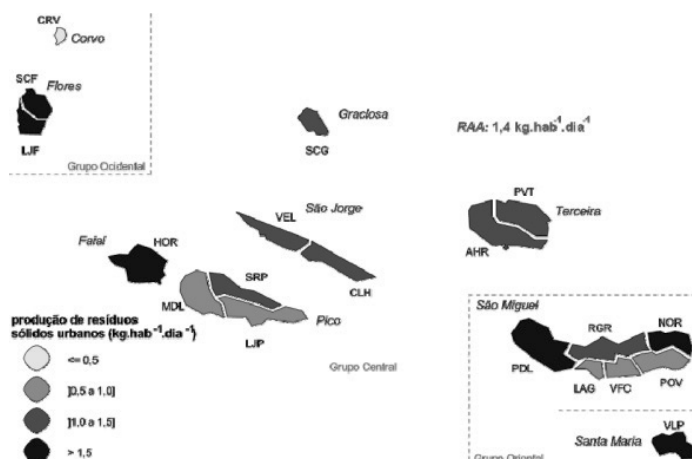 CRV
Corvo
SCF
Flores
LJF
Grupo Ocidental
Graciosa
SCG
RAA: 1,4 kg.hab⁻¹.dia⁻¹
VEL
São Jorge
CLH
PVT
Terceira
AHR
Faial
HOR
MDL
SRP
LJP
Pico
Grupo Central
produção de resíduos
sólidos urbanos (kg.hab⁻¹.dia⁻¹)
<= 0,5
]0,5 a 1,0]
]1,0 a 1,5]
> 1,5
São Miguel
PDL
RGR
NOR
LAG
VFC
POV
VLP
Santa Maria
Grupo Oriental